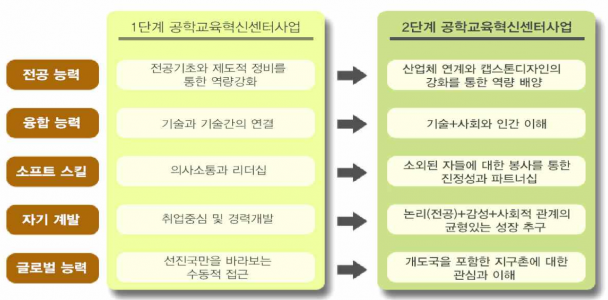 1단계 공학교육혁신센터사업
2단계 공학교육혁신센터사업
전공 능력
전공기초와 제도적 정비를
통한 역량강화
산업체 연계와 캡스톤디자인의
강화를 통한 역량 배양
융합 능력
기술과 기술간의 연결
기술+사회와 인간 이해
소프트 스킬
의사소통과 리더십
소외된 자들에 대한 봉사를 통한
진정성과 파트너십
자기 계발
취업중심 및 경력개발
논리(전공)+감성+사회적 관계의
균형있는 성장 추구
글로벌 능력
선진국만을 바라보는
수동적 접근
개도국을 포함한 지구촌에 대한
관심과 이해